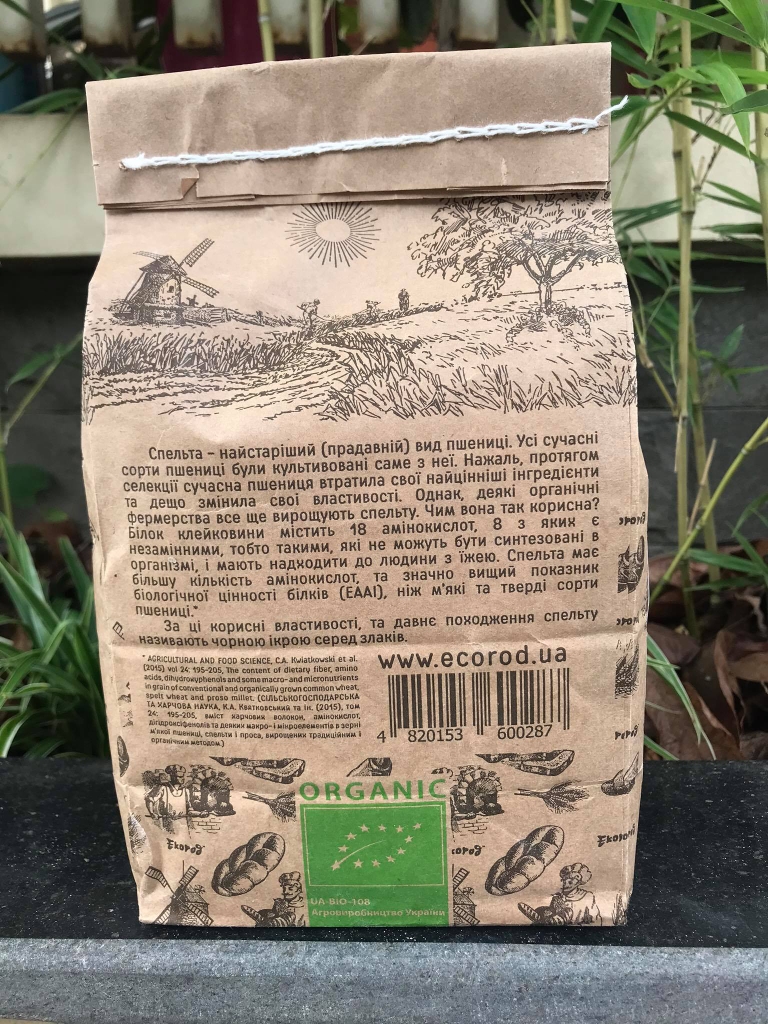 Спельта – найстаріший (прадавній) вид пшениці. Усі сучасні
сорти пшениці були культивовані саме з неї. Нажаль, протягом
селекції сучасна пшениця втратила свої найцінніші інгредієнти
та дещо змінила свої властивості. Однак, деякі органічні
фермерства все ще вирощують спельту. Чим вона так корисна?
Білок клейковини містить 18 амінокислот, 8 з яких є
незамінними, тобто такими, які не можуть бути синтезовані в
організмі, і мають надходити до людини з їжею. Спельта має
більшу кількість амінокислот, та значно вищий показник
біологічної цінності білків (EAAI), ніж м'які та тверді сорти
пшениці.*
За ці корисні властивості, та давнє походження спельту
називають чорною ікрою серед злаків.
* AGRICULTURAL AND FOOD SCIENCE, C.A. Kwiatkowski et al.
(2015) vol 24: 195-205, The content of dietary fiber, amino
acids, dihydroxyphenols and some macro- and micronutrients
in grain of conventional and organically grown common wheat,
spelt wheat and proso millet. (СІЛЬСЬКОГОСПОДАРСЬКА
ТА ХАРЧОВА НАУКА, К.А. Квятковський та ін. (2015), том
24: 195-205, вміст харчових волокон, амінокислот,
дігідроксіфенолів та деяких макро- і мікроелементів в зерні
м'якої пшениці, спельти і проса, вирощених традиційним і
органічним методом.)
www.ecorod.ua
4 820153 600287
ORGANIC
Екород
UA-BIO-108
Агровиробництво України